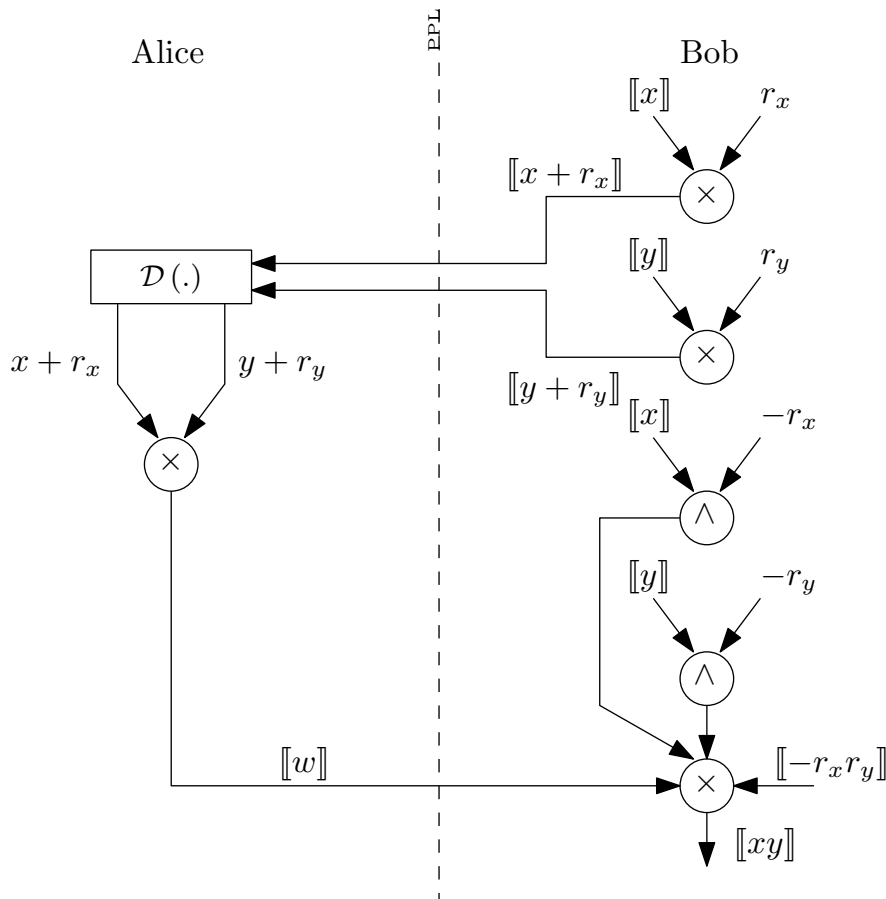 Alice
PPL
Bob
⟦x⟧
r_x
×
⟦x + r_x⟧
⟦y⟧
r_y
×
⟦y + r_y⟧
D (.)
x + r_x
y + r_y
×
⟦x⟧
−r_x
∧
⟦y⟧
−r_y
∧
⟦w⟧
×
⟦−r_x r_y⟧
⟦xy⟧